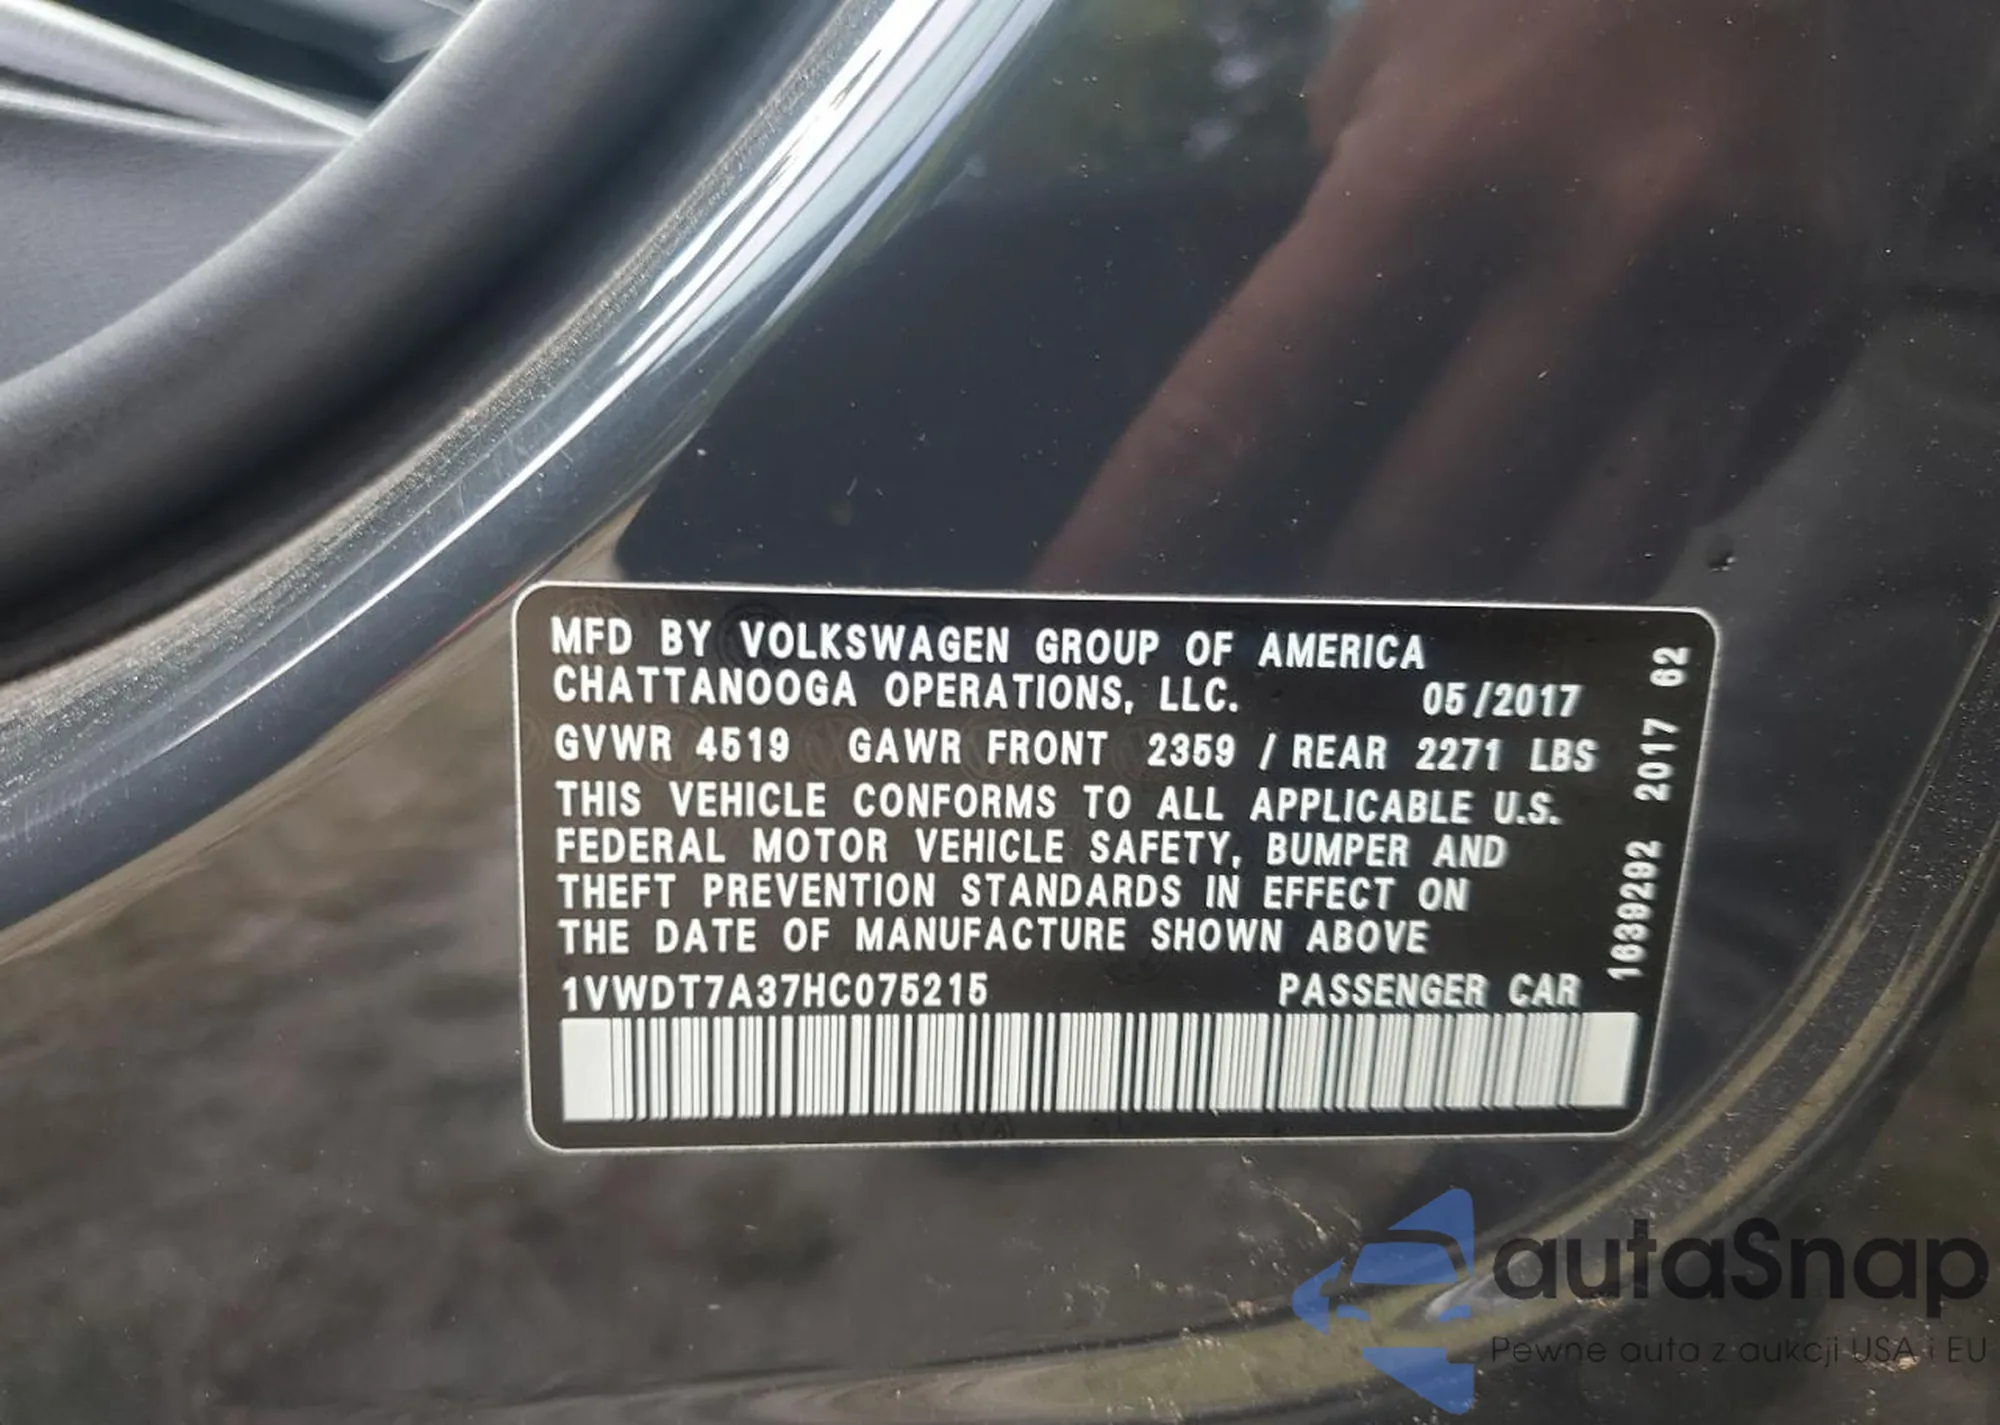 MFD BY VOLKSWAGEN GROUP OF AMERICA
CHATTANOOGA OPERATIONS, LLC. 05/2017
GVWR 4519 GAWR FRONT 2359 / REAR 2271 LBS
THIS VEHICLE CONFORMS TO ALL APPLICABLE U.S.
FEDERAL MOTOR VEHICLE SAFETY, BUMPER AND
THEFT PREVENTION STANDARDS IN EFFECT ON
THE DATE OF MANUFACTURE SHOWN ABOVE
1VWDT7A37HC075215 PASSENGER CAR
1639292 2017 62
autaSnap
Pewne auta z aukcji USA i EU